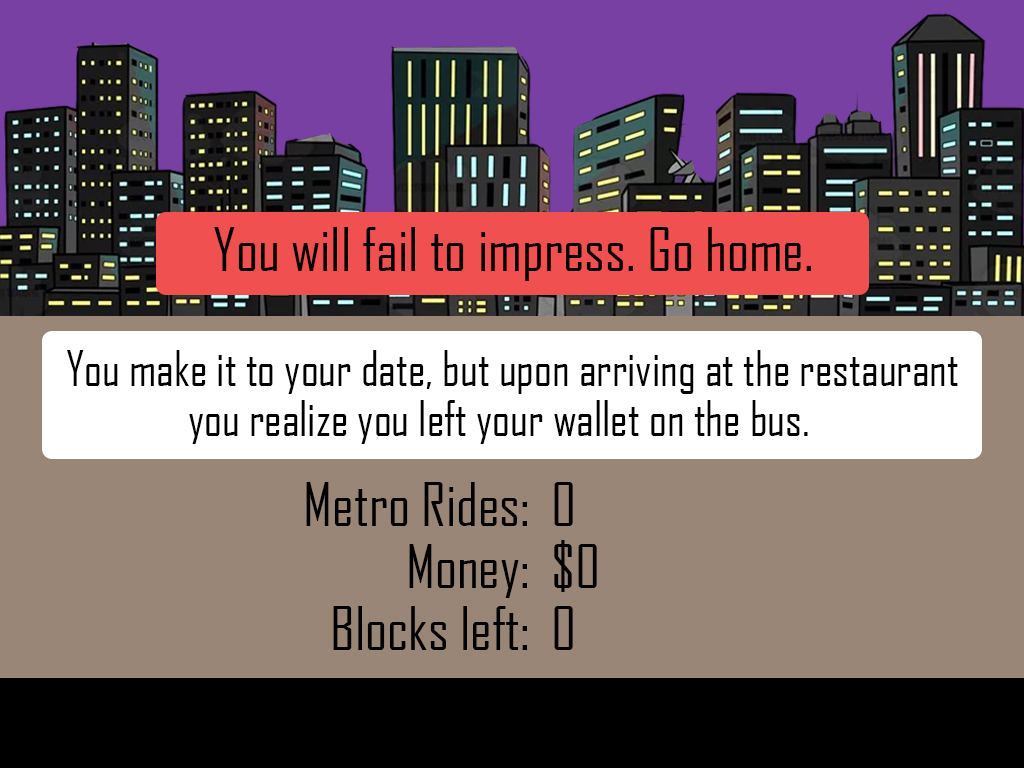 You will fail to impress. Go home.
You make it to your date, but upon arriving at the restaurant
you realize you left your wallet on the bus.
Metro Rides: 0
Money: $0
Blocks left: 0